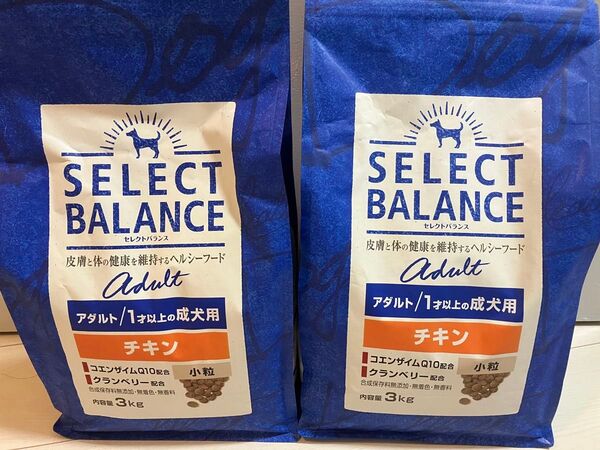 SELECT
BALANCE
セレクトバランス
皮膚と体の健康を維持するヘルシーフード
adult
アダルト/1才以上の成犬用
チキン
コエンザイムQ10配合
クランベリー配合
小粒
合成保存料無添加・無着色・無香料
内容量 3kg
SELECT
BALANCE
セレクトバランス
皮膚と体の健康を維持するヘルシーフード
adult
アダルト/1才以上の成犬用
チキン
コエンザイムQ10配合
クランベリー配合
小粒
合成保存料無添加・無着色・無香料
内容量 3kg